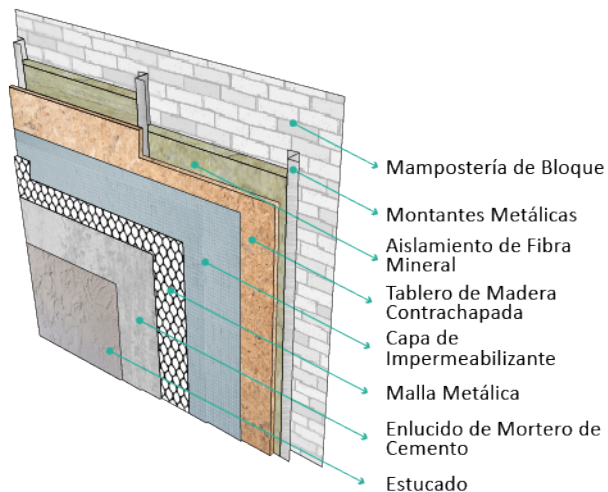 Mampostería de Bloque
Montantes Metálicas
Aislamiento de Fibra
Mineral
Tablero de Madera
Contrachapada
Capa de
Impermeabilizante
Malla Metálica
Enlucido de Mortero de
Cemento
Estucado